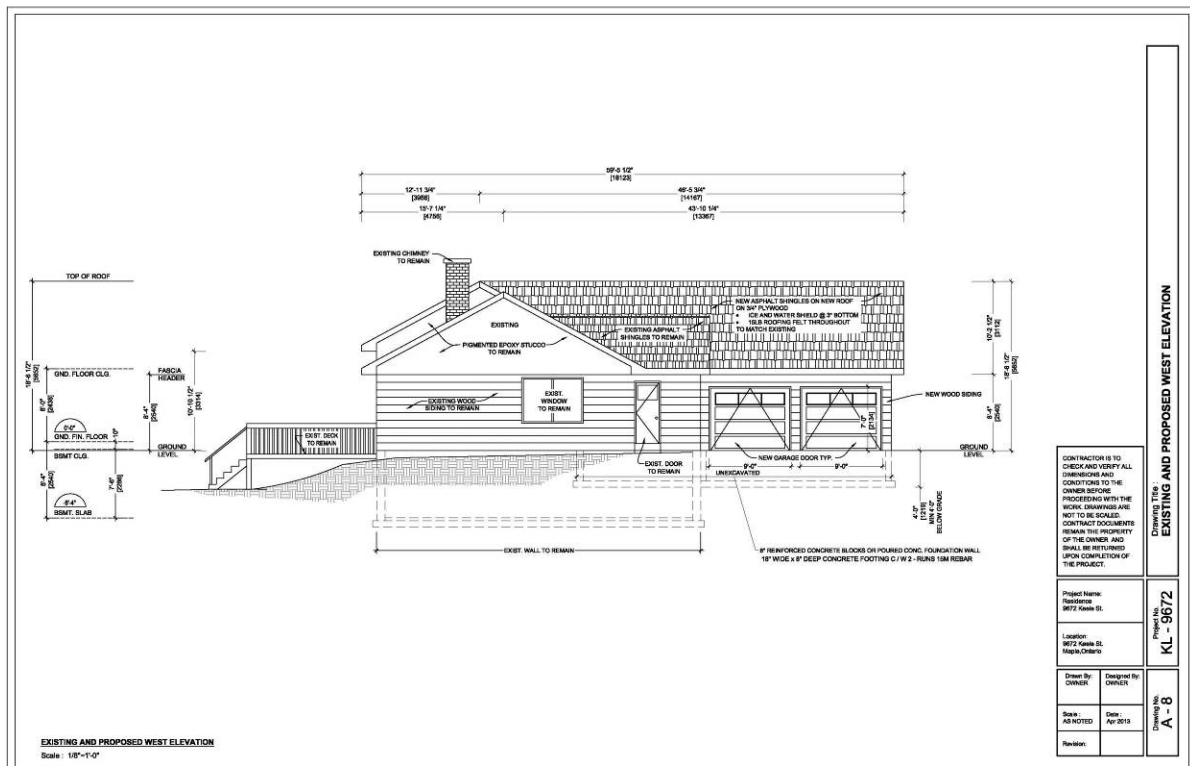 59'-5 1/2"
[18123]
12'-11 3/4"
[3956]
46'-5 3/4"
[14167]
15'-7 1/4"
[4756]
43'-10 1/4"
[13367]
EXISTING CHIMNEY
TO REMAIN
TOP OF ROOF
NEW ASPHALT SHINGLES ON NEW ROOF
ON 3/4" PLYWOOD
• ICE AND WATER SHIELD @ 3' BOTTOM
• 15LB ROOFING FELT THROUGHOUT
TO MATCH EXISTING
EXISTING
EXISTING ASPHALT
SHINGLES TO REMAIN
PIGMENTED EPOXY STUCCO
TO REMAIN
10'-2 1/2"
[3112]
18'-6 1/2"
[5652]
18'-6 1/2"
[5652]
GND. FLOOR CLG.
FASCIA
HEADER
10'-10 1/2"
[3314]
8'-0"
[2438]
8'-4"
[2540]
EXISTING WOOD
SIDING TO REMAIN
EXIST.
WINDOW
TO REMAIN
NEW WOOD SIDING
7'-0"
[2134]
8'-4"
[2540]
0'-0"
GND. FIN. FLOOR
EXIST. DECK
TO REMAIN
GROUND
LEVEL
BSMT CLG.
8'-4"
[2540]
7'-6"
[2286]
-8'-4"
BSMT. SLAB
EXIST. DOOR
TO REMAIN
NEW GARAGE DOOR TYP.
9'-0"
9'-0"
UNEXCAVATED
GROUND
LEVEL
4'-0"
[1219]
MIN 4'-0"
BELOW GRADE
EXIST. WALL TO REMAIN
8" REINFORCED CONCRETE BLOCKS OR POURED CONC. FOUNDATION WALL
18" WIDE x 8" DEEP CONCRETE FOOTING C / W 2 - RUNS 15M REBAR
CONTRACTOR IS TO
CHECK AND VERIFY ALL
DIMENSIONS AND
CONDITIONS TO THE
OWNER BEFORE
PROCEEDING WITH THE
WORK. DRAWINGS ARE
NOT TO BE SCALED.
CONTRACT DOCUMENTS
REMAIN THE PROPERTY
OF THE OWNER AND
SHALL BE RETURNED
UPON COMPLETION OF
THE PROJECT.
Drawing Title :
EXISTING AND PROPOSED WEST ELEVATION
Project Name:
Residence
9672 Keele St.
Location:
9672 Keele St.
Maple,Ontario
Project No.
KL - 9672
Drawn By:
OWNER
Designed By:
OWNER
Scale :
AS NOTED
Date :
Apr 2013
Revision:
Drawing No.
A - 8
EXISTING AND PROPOSED WEST ELEVATION
Scale : 1/8"=1'-0"